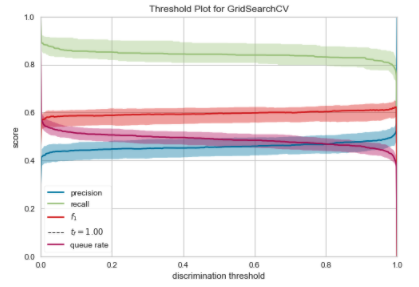 Threshold Plot for GridSearchCV
1.0
0.8
0.6
0.4
0.2
0.0
score
precision
recall
f1
tf = 1.00
queue rate
0.0 0.2 0.4 0.6 0.8 1.0
discrimination threshold